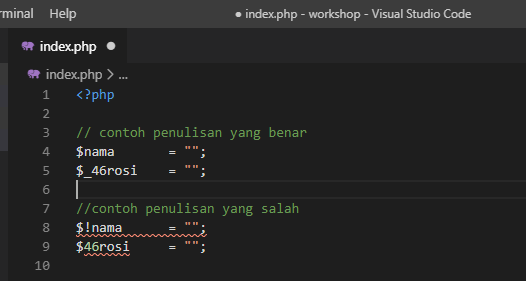 rminal Help ● index.php - workshop - Visual Studio Code
index.php ●
index.php > ...
1 <?php
2
3 // contoh penulisan yang benar
4 $nama = "";
5 $_46rosi = "";
6
7 //contoh penulisan yang salah
8 $!nama = "";
9 $46rosi = "";
10